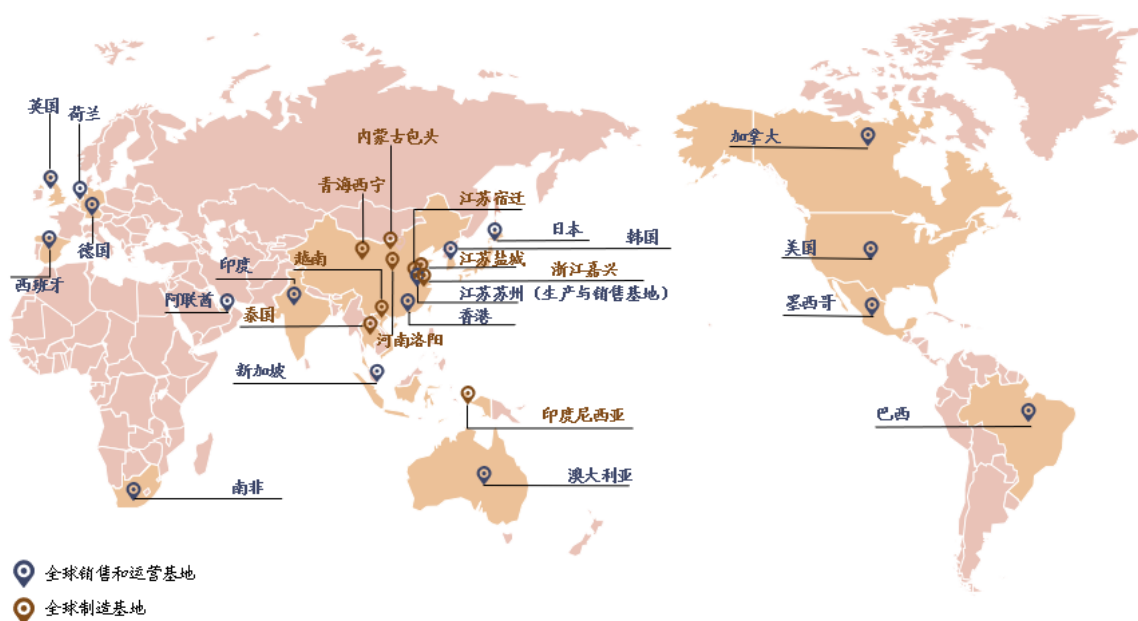 英国
荷兰
内蒙古包头
加拿大
青海西宁
江苏宿迁
日本
韩国
德国
美国
印度
越南
江苏盐城
浙江嘉兴
西班牙
江苏苏州（生产与销售基地）
阿联酋
墨西哥
泰国
香港
河南洛阳
新加坡
印度尼西亚
巴西
澳大利亚
南非
全球销售和运营基地
全球制造基地